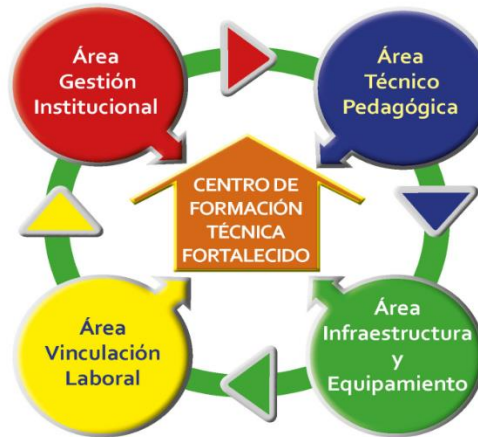 Área
Gestión
Institucional
Área
Técnico
Pedagógica
CENTRO DE
FORMACIÓN
TÉCNICA
FORTALECIDO
Área
Vinculación
Laboral
Área
Infraestructura
y
Equipamiento